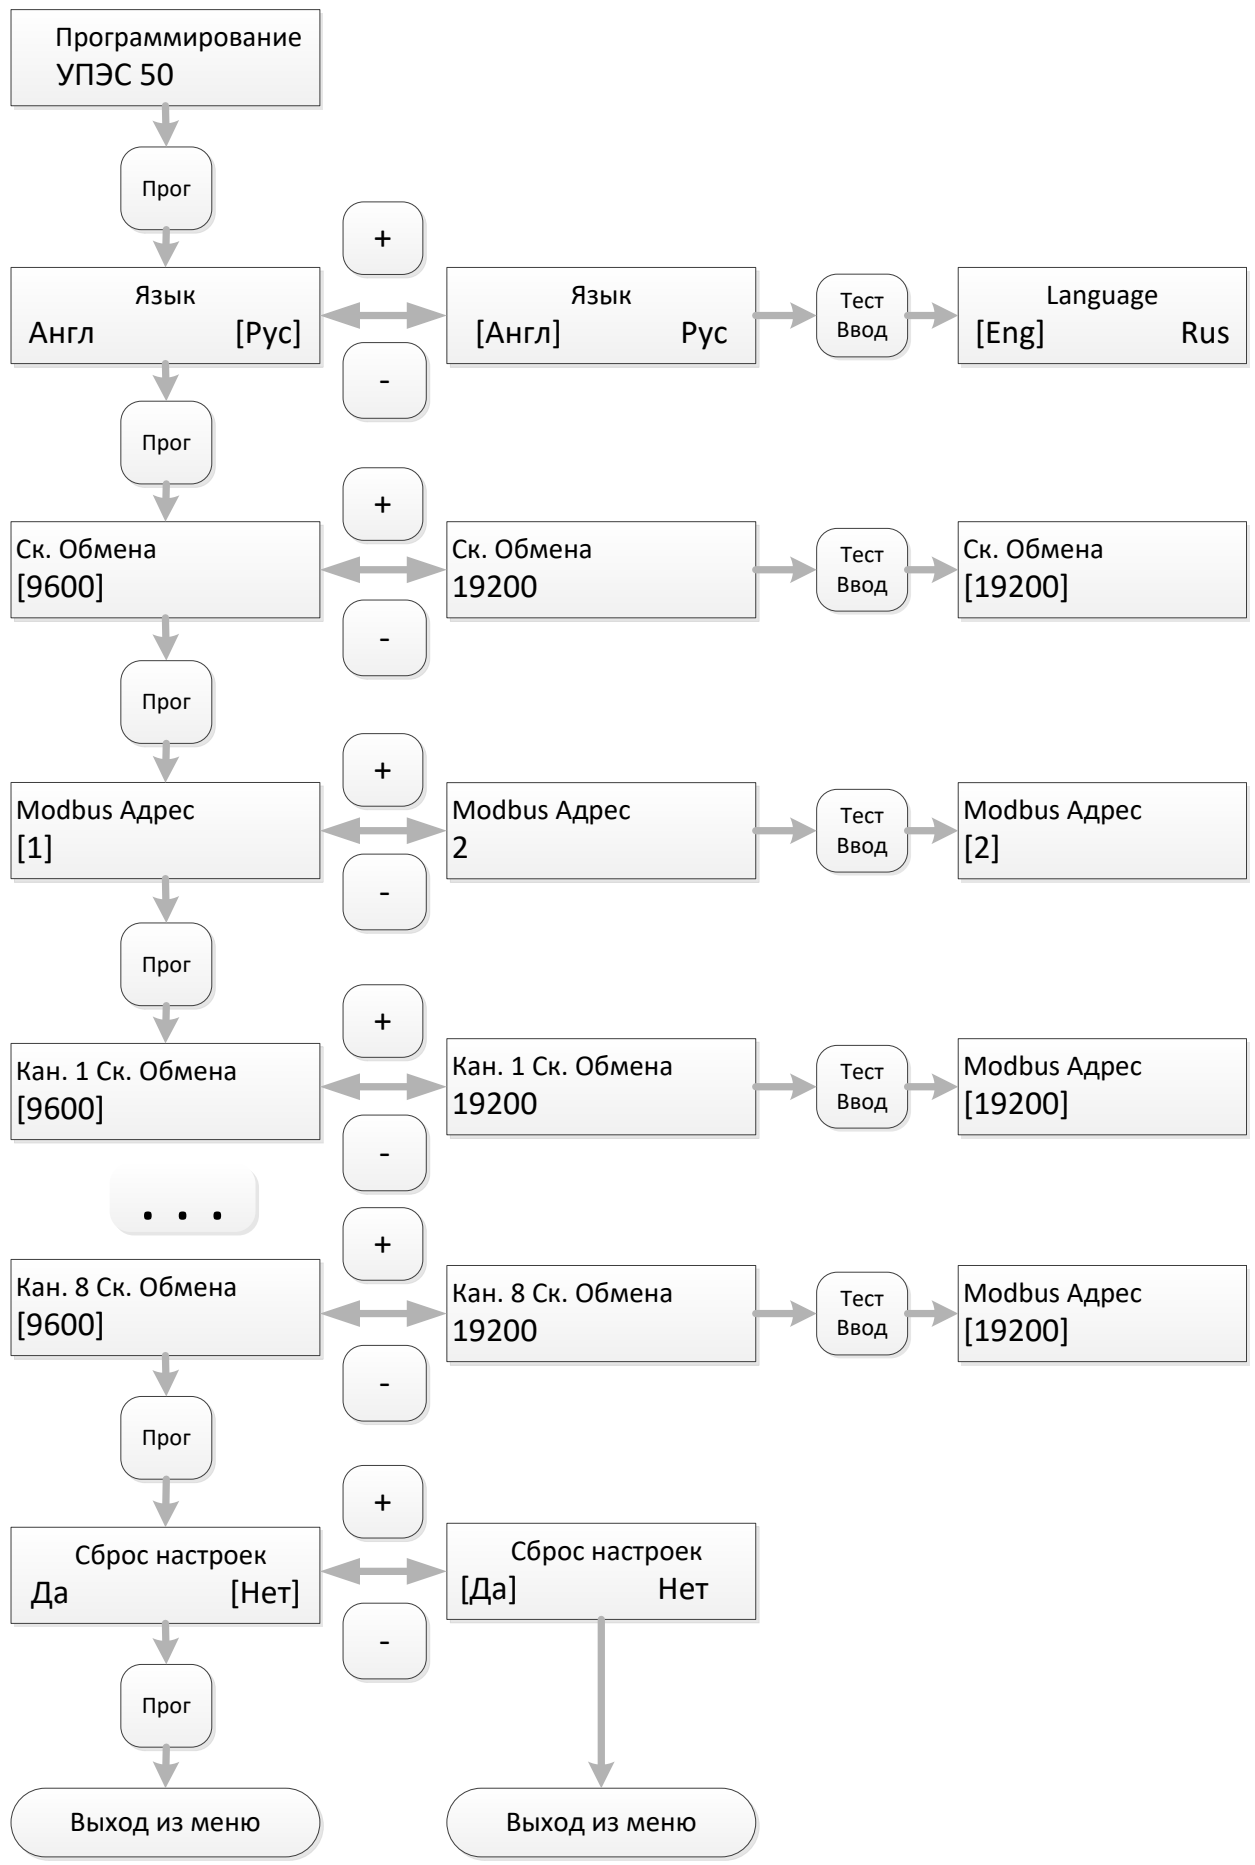 Программирование
УПЭС 50
Прог
+
Язык
Англ [Рус]
Язык
[Англ] Рус
Тест
Ввод
Language
[Eng] Rus
-
Прог
+
Ск. Обмена
[9600]
Ск. Обмена
19200
Тест
Ввод
Ск. Обмена
[19200]
-
Прог
+
Modbus Адрес
[1]
Modbus Адрес
2
Тест
Ввод
Modbus Адрес
[2]
-
Прог
+
Кан. 1 Ск. Обмена
[9600]
Кан. 1 Ск. Обмена
19200
Тест
Ввод
Modbus Адрес
[19200]
-
. . .
+
Кан. 8 Ск. Обмена
[9600]
Кан. 8 Ск. Обмена
19200
Тест
Ввод
Modbus Адрес
[19200]
-
Прог
+
Сброс настроек
Да [Нет]
Сброс настроек
[Да] Нет
-
Прог
Выход из меню
Выход из меню